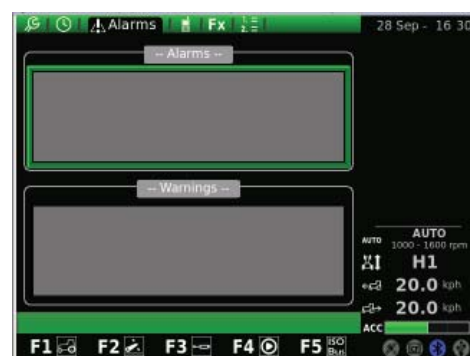 Alarms Fx 28 Sep - 16 30
-- Alarms --
-- Warnings --
AUTO AUTO
1000 - 1600 rpm
H1
20.0 kph
20.0 kph
ACC
F1 F2 F3 F4 F5 ISO Bus